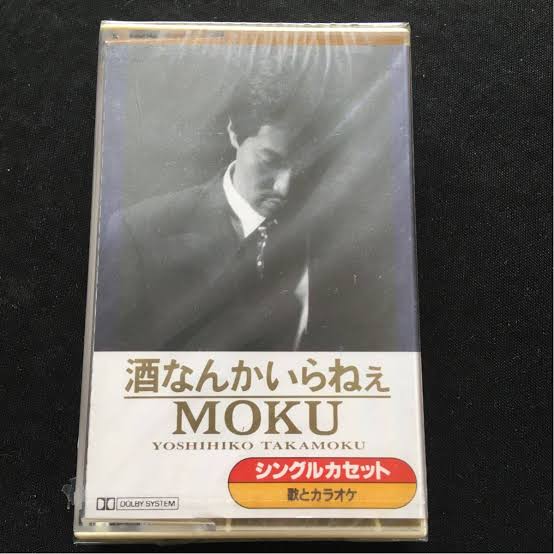 酒なんかいらねぇ
MOKU
YOSHIHIKO TAKAMOKU
シングルカセット
歌とカラオケ
DOLBY SYSTEM